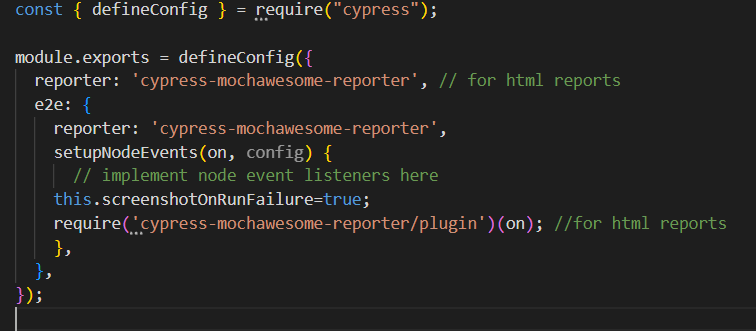 const { defineConfig } = require("cypress");
module.exports = defineConfig({
reporter: 'cypress-mochawesome-reporter', // for html reports
e2e: {
reporter: 'cypress-mochawesome-reporter',
setupNodeEvents(on, config) {
// implement node event listeners here
this.screenshotOnRunFailure=true;
require('cypress-mochawesome-reporter/plugin')(on); //for html reports
},
},
});